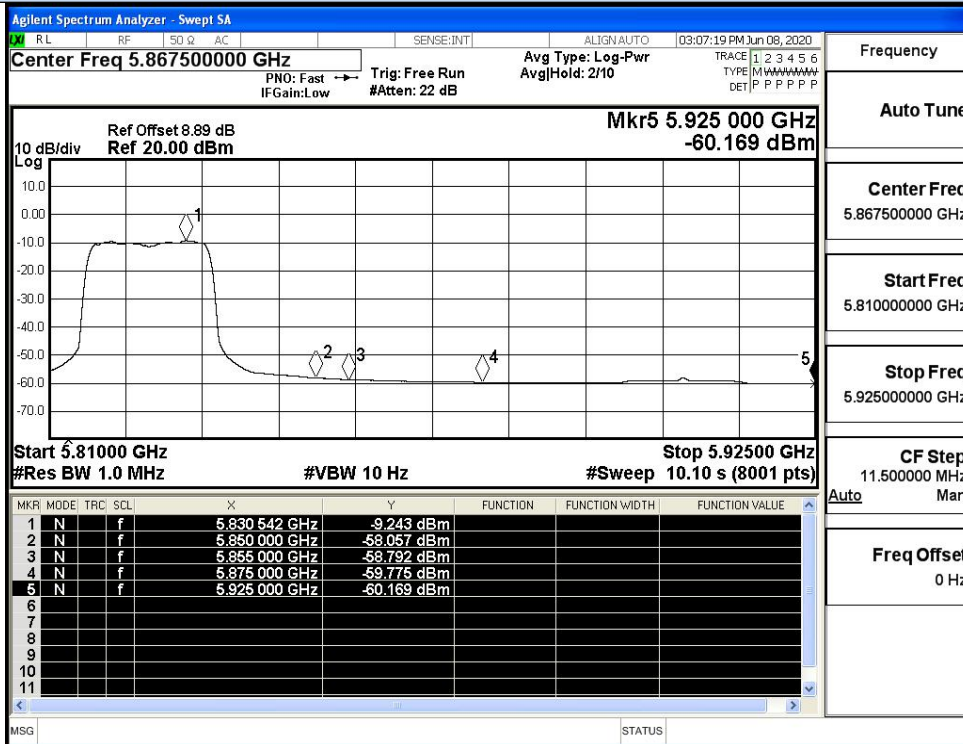 Agilent Spectrum Analyzer - Swept SA
LXI RL RF 50 Ω AC SENSE:INT ALIGNAUTO 03:07:19 PM Jun 08, 2020
Center Freq 5.867500000 GHz
PNO: Fast
IFGain:Low
Trig: Free Run
#Atten: 22 dB
Avg Type: Log-Pwr
Avg|Hold: 2/10
TRACE 1 2 3 4 5 6
TYPE M W W W W W
DET P P P P P P
Mkr5 5.925 000 GHz
-60.169 dBm
Ref Offset 8.89 dB
10 dB/div Ref 20.00 dBm
Log
10.0
0.00
-10.0
-20.0
-30.0
-40.0
-50.0
-60.0
-70.0
1
2
3
4
5
Start 5.81000 GHz Stop 5.92500 GHz
#Res BW 1.0 MHz #VBW 10 Hz #Sweep 10.10 s (8001 pts)
MKR MODE TRC SCL X Y FUNCTION FUNCTION WIDTH FUNCTION VALUE
1 N f 5.830 542 GHz -9.243 dBm
2 N f 5.850 000 GHz -58.057 dBm
3 N f 5.855 000 GHz -58.792 dBm
4 N f 5.875 000 GHz -59.775 dBm
5 N f 5.925 000 GHz -60.169 dBm
6
7
8
9
10
11
MSG STATUS
Frequency
Auto Tune
Center Freq
5.867500000 GHz
Start Freq
5.810000000 GHz
Stop Freq
5.925000000 GHz
CF Step
11.500000 MHz
Auto Man
Freq Offset
0 Hz